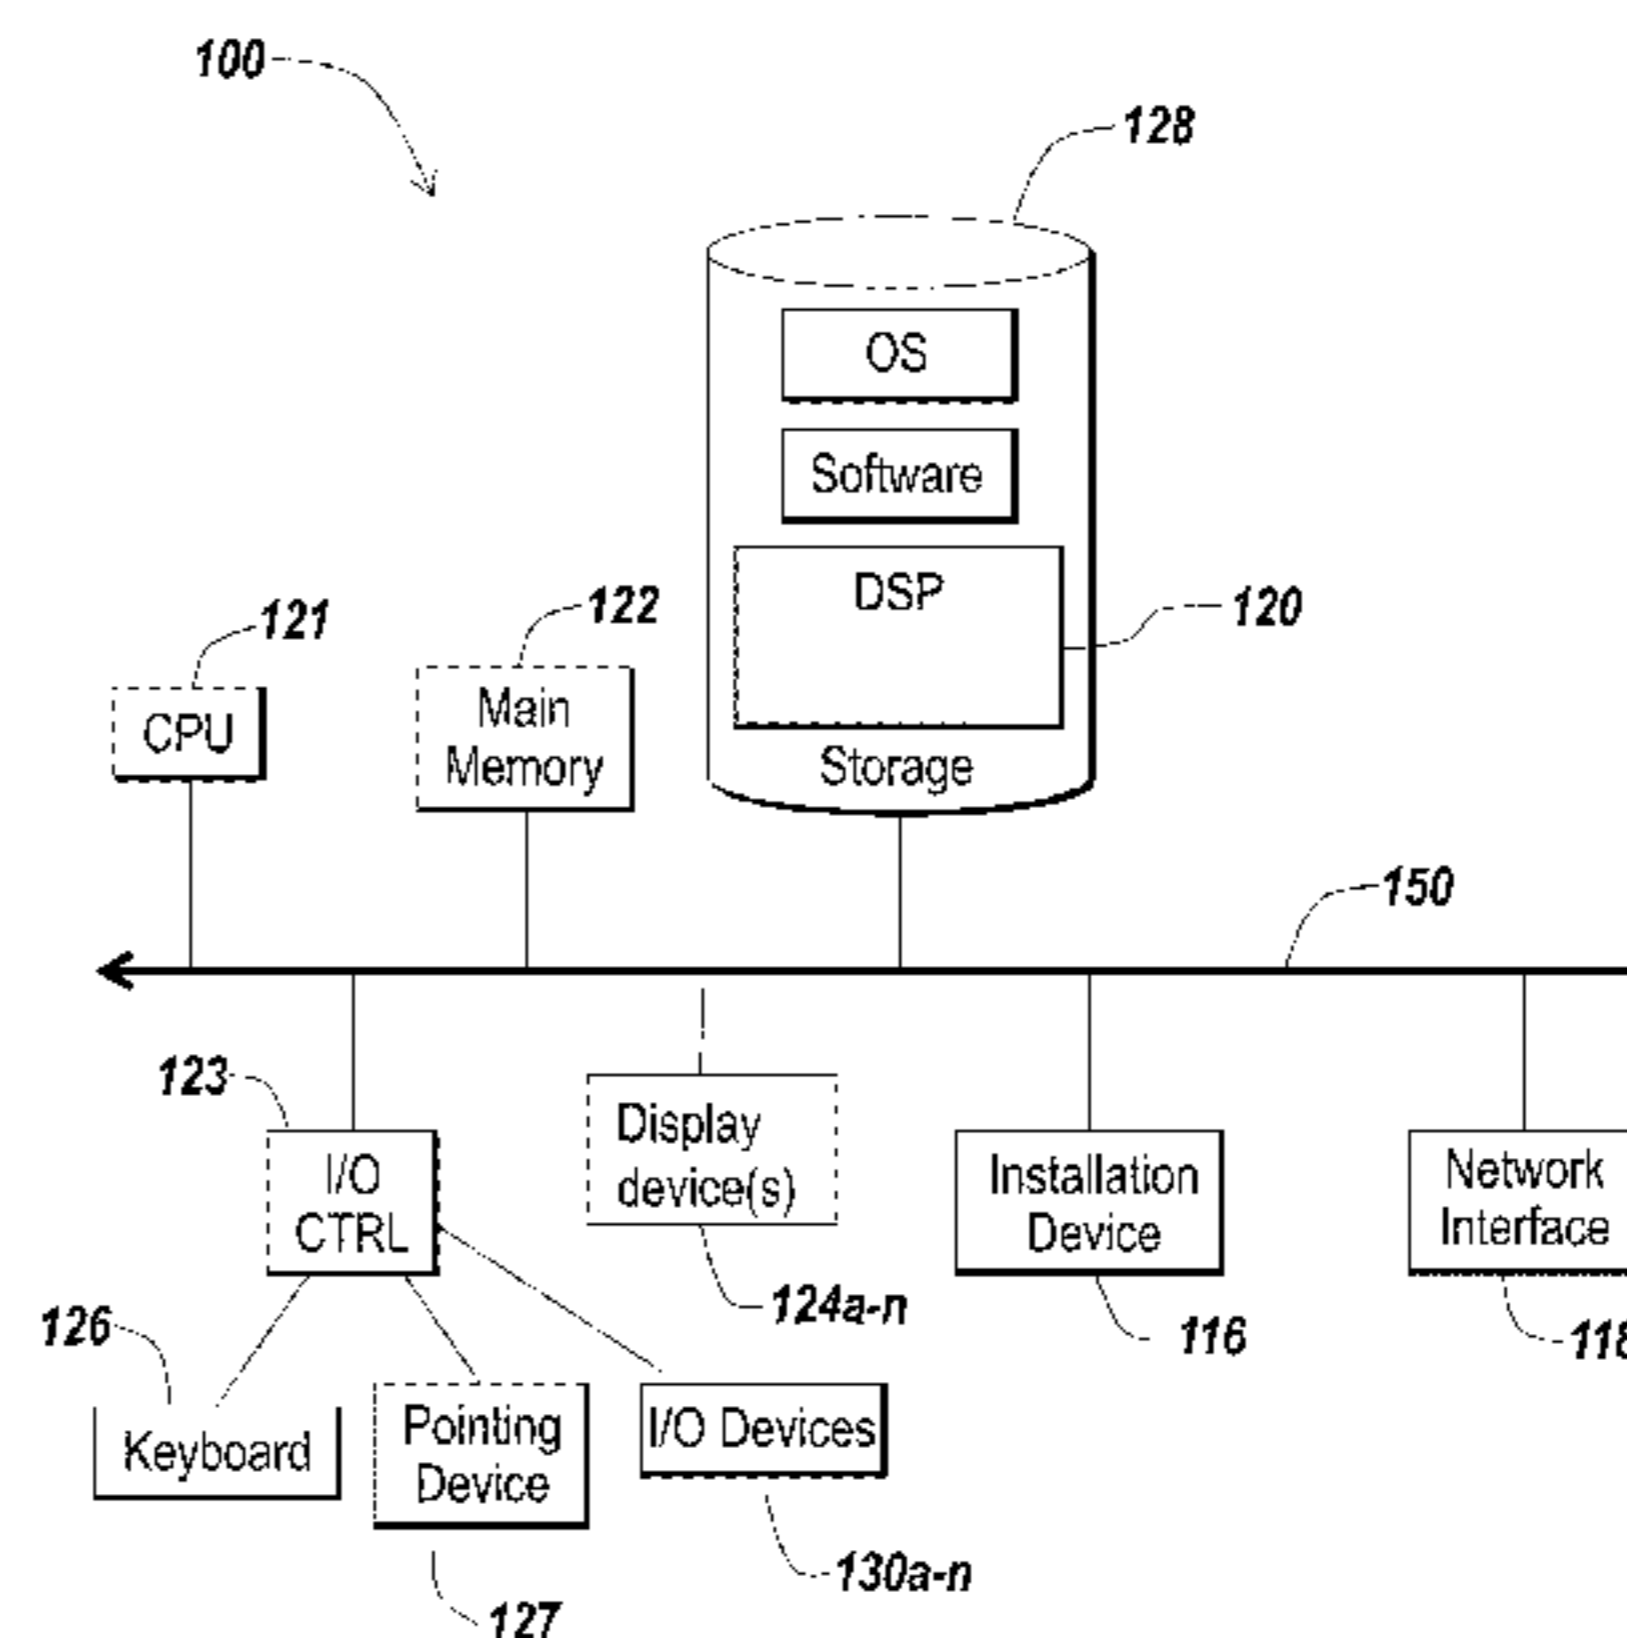 100
128
OS
Software
DSP
120
121
122
CPU
Main
Memory
Storage
150
123
I/O
CTRL
Display
device(s)
Installation
Device
Network
Interface
124a-n
116
118
126
Keyboard
Pointing
Device
I/O Devices
130a-n
127